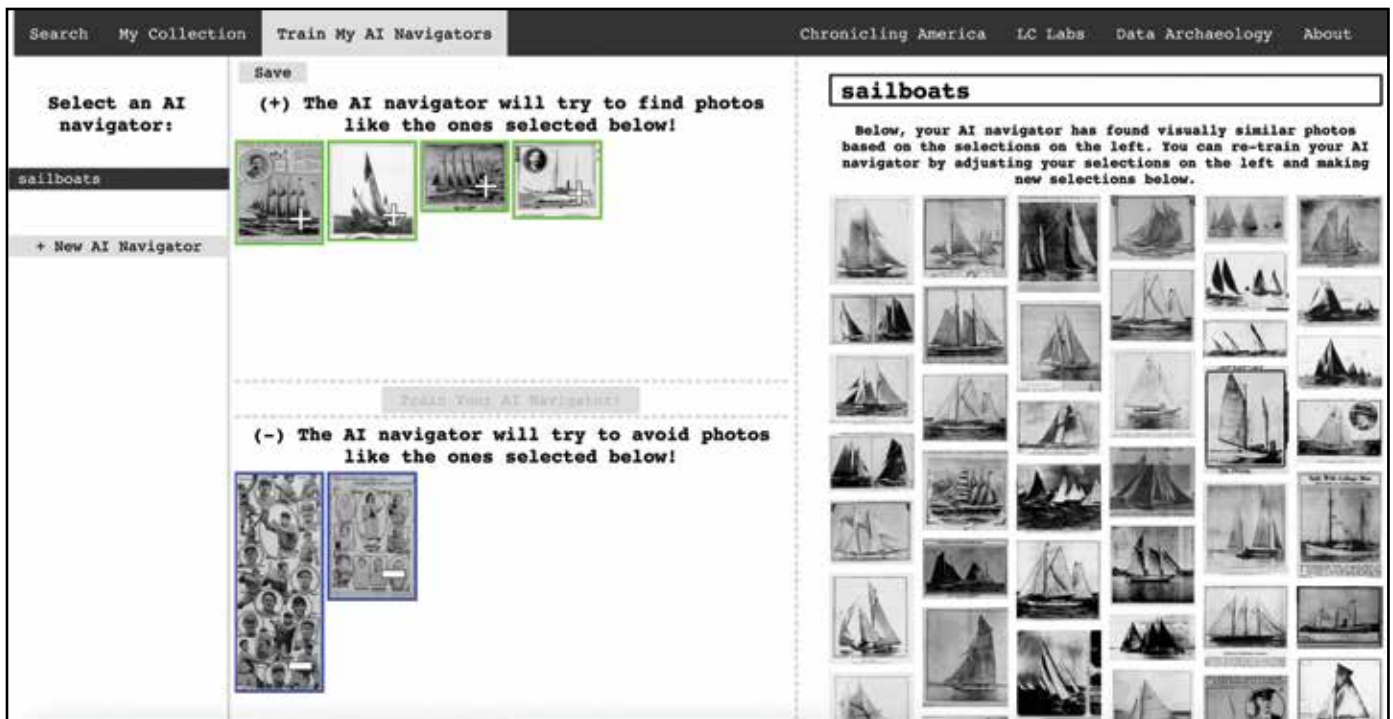 Search My Collection Train My AI Navigators Chronicling America LC Labs Data Archaeology About
Select an AI
navigator:
sailboats
+ New AI Navigator
Save
(+) The AI navigator will try to find photos
like the ones selected below!
Train Your AI Navigator!
(-) The AI navigator will try to avoid photos
like the ones selected below!
sailboats
Below, your AI navigator has found visually similar photos
based on the selections on the left. You can re-train your AI
navigator by adjusting your selections on the left and making
new selections below.